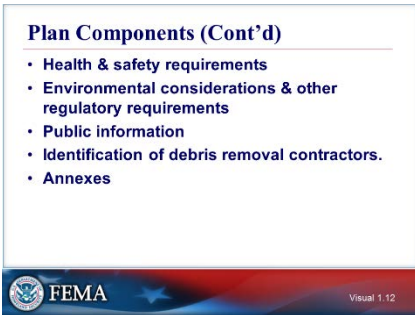 Plan Components (Cont'd)
• Health & safety requirements
• Environmental considerations & other
regulatory requirements
• Public information
• Identification of debris removal contractors.
• Annexes
FEMA
Visual 1.12